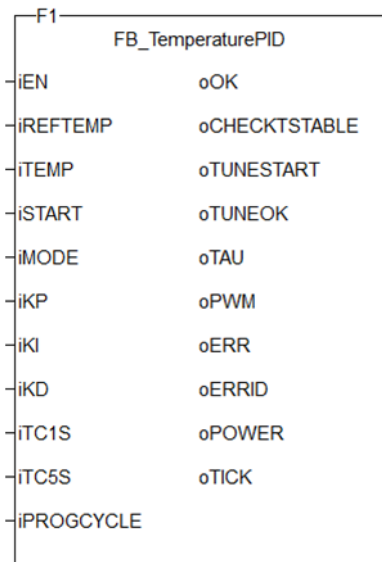 F1
FB_TemperaturePID
iEN oOK
iREFTEMP oCHECKTSTABLE
iTEMP oTUNESTART
iSTART oTUNEOK
iMODE oTAU
iKP oPWM
iKI oERR
iKD oERRID
iTC1S oPOWER
iTC5S oTICK
iPROGCYCLE